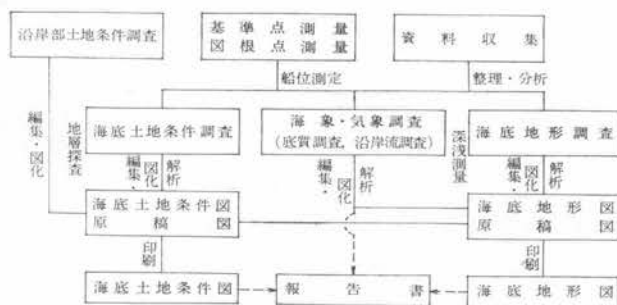 沿岸部土地条件調査
基準点測量
図根点測量
資料収集
船位測定
整理・分析
編集・図化
地層探査
海底土地条件調査
海象・気象調査
(底質調査, 沿岸流調査)
深浅測量
海底地形調査
編集・図化
解析
編集・図化
解析
編集・図化
解析
海底土地条件図
原稿図
海底地形図
原稿図
印刷
印刷
海底土地条件図
報告書
海底地形図